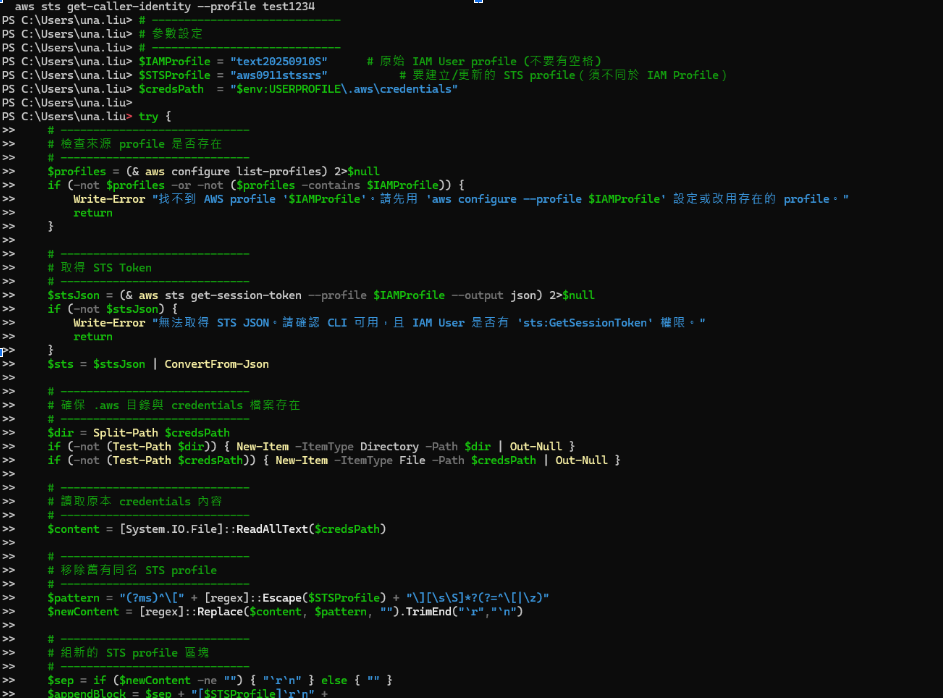 aws sts get-caller-identity --profile test1234
PS C:\Users\una.liu> # -----------------------------
PS C:\Users\una.liu> # 參數設定
PS C:\Users\una.liu> # -----------------------------
PS C:\Users\una.liu> $IAMProfile = "text20250910S"      # 原始 IAM User profile (不要有空格)
PS C:\Users\una.liu> $STSProfile = "aws0911stssrs"           # 要建立/更新的 STS profile（須不同於 IAM Profile）
PS C:\Users\una.liu> $credsPath  = "$env:USERPROFILE\.aws\credentials"
PS C:\Users\una.liu>
PS C:\Users\una.liu> try {
>>     # -----------------------------
>>     # 檢查來源 profile 是否存在
>>     # -----------------------------
>>     $profiles = (& aws configure list-profiles) 2>$null
>>     if (-not $profiles -or -not ($profiles -contains $IAMProfile)) {
>>         Write-Error "找不到 AWS profile '$IAMProfile'。請先用 'aws configure --profile $IAMProfile' 設定或改用存在的 profile。"
>>         return
>>     }
>>
>>     # -----------------------------
>>     # 取得 STS Token
>>     # -----------------------------
>>     $stsJson = (& aws sts get-session-token --profile $IAMProfile --output json) 2>$null
>>     if (-not $stsJson) {
>>         Write-Error "無法取得 STS JSON。請確認 CLI 可用，且 IAM User 是否有 'sts:GetSessionToken' 權限。"
>>         return
>>     }
>>     $sts = $stsJson | ConvertFrom-Json
>>
>>     # -----------------------------
>>     # 確保 .aws 目錄與 credentials 檔案存在
>>     # -----------------------------
>>     $dir = Split-Path $credsPath
>>     if (-not (Test-Path $dir)) { New-Item -ItemType Directory -Path $dir | Out-Null }
>>     if (-not (Test-Path $credsPath)) { New-Item -ItemType File -Path $credsPath | Out-Null }
>>
>>     # -----------------------------
>>     # 讀取原本 credentials 內容
>>     # -----------------------------
>>     $content = [System.IO.File]::ReadAllText($credsPath)
>>
>>     # -----------------------------
>>     # 移除舊有同名 STS profile
>>     # -----------------------------
>>     $pattern = "(?ms)^\[" + [regex]::Escape($STSProfile) + "\][\s\S]*?(?=^\[|\z)"
>>     $newContent = [regex]::Replace($content, $pattern, "").TrimEnd("`r","`n")
>>
>>     # -----------------------------
>>     # 組新的 STS profile 區塊
>>     # -----------------------------
>>     $sep = if ($newContent -ne "") { "`r`n" } else { "" }
>>     $appendBlock = $sep + "[$STSProfile]`r`n" +